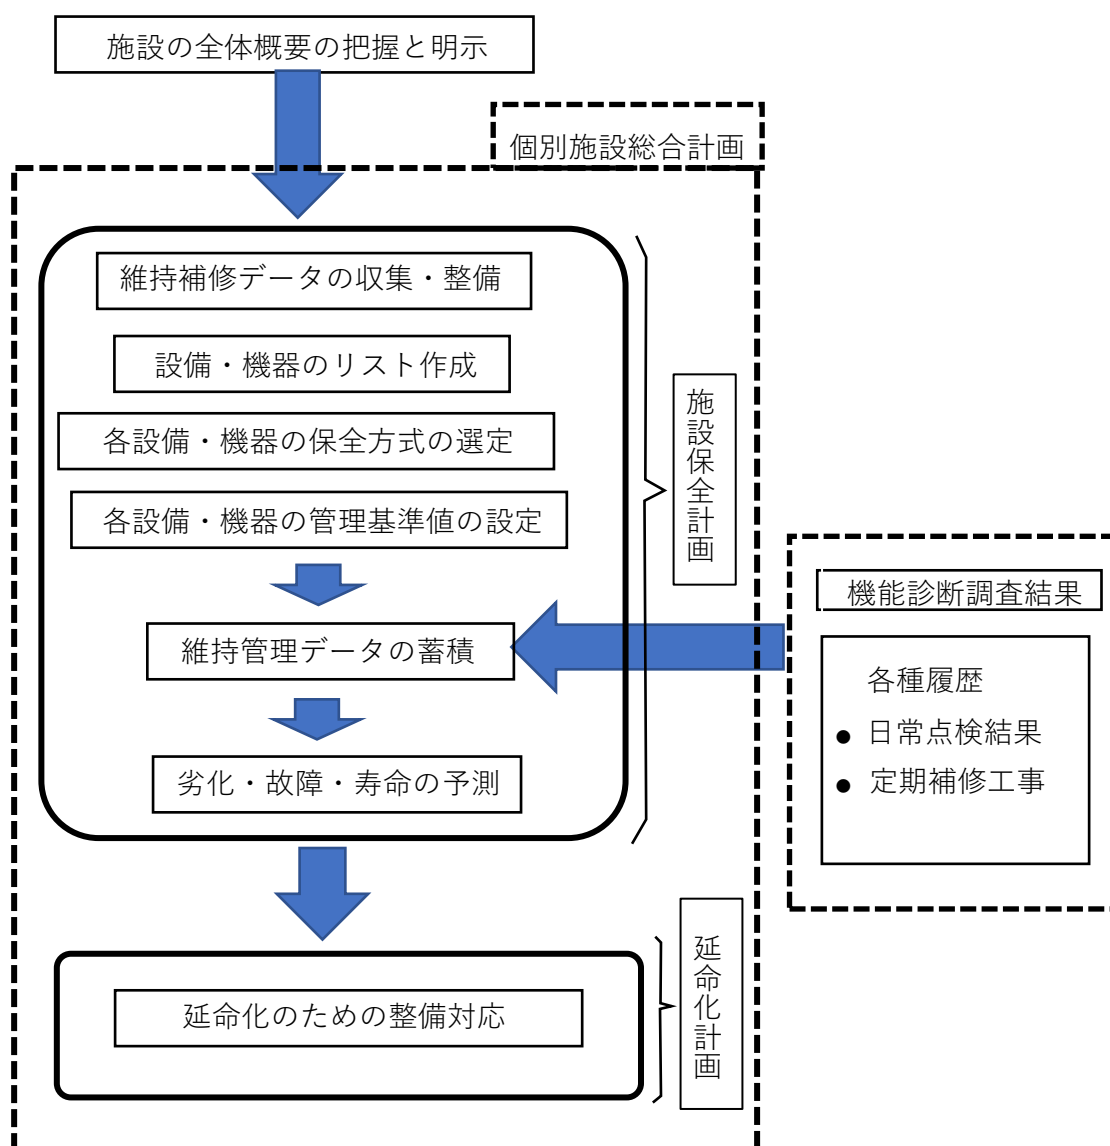 施設の全体概要の把握と明示
個別施設総合計画
維持補修データの収集・整備
設備・機器のリスト作成
各設備・機器の保全方式の選定
各設備・機器の管理基準値の設定
維持管理データの蓄積
劣化・故障・寿命の予測
施設保全計画
機能診断調査結果
各種履歴
● 日常点検結果
● 定期補修工事
延命化のための整備対応
延命化計画